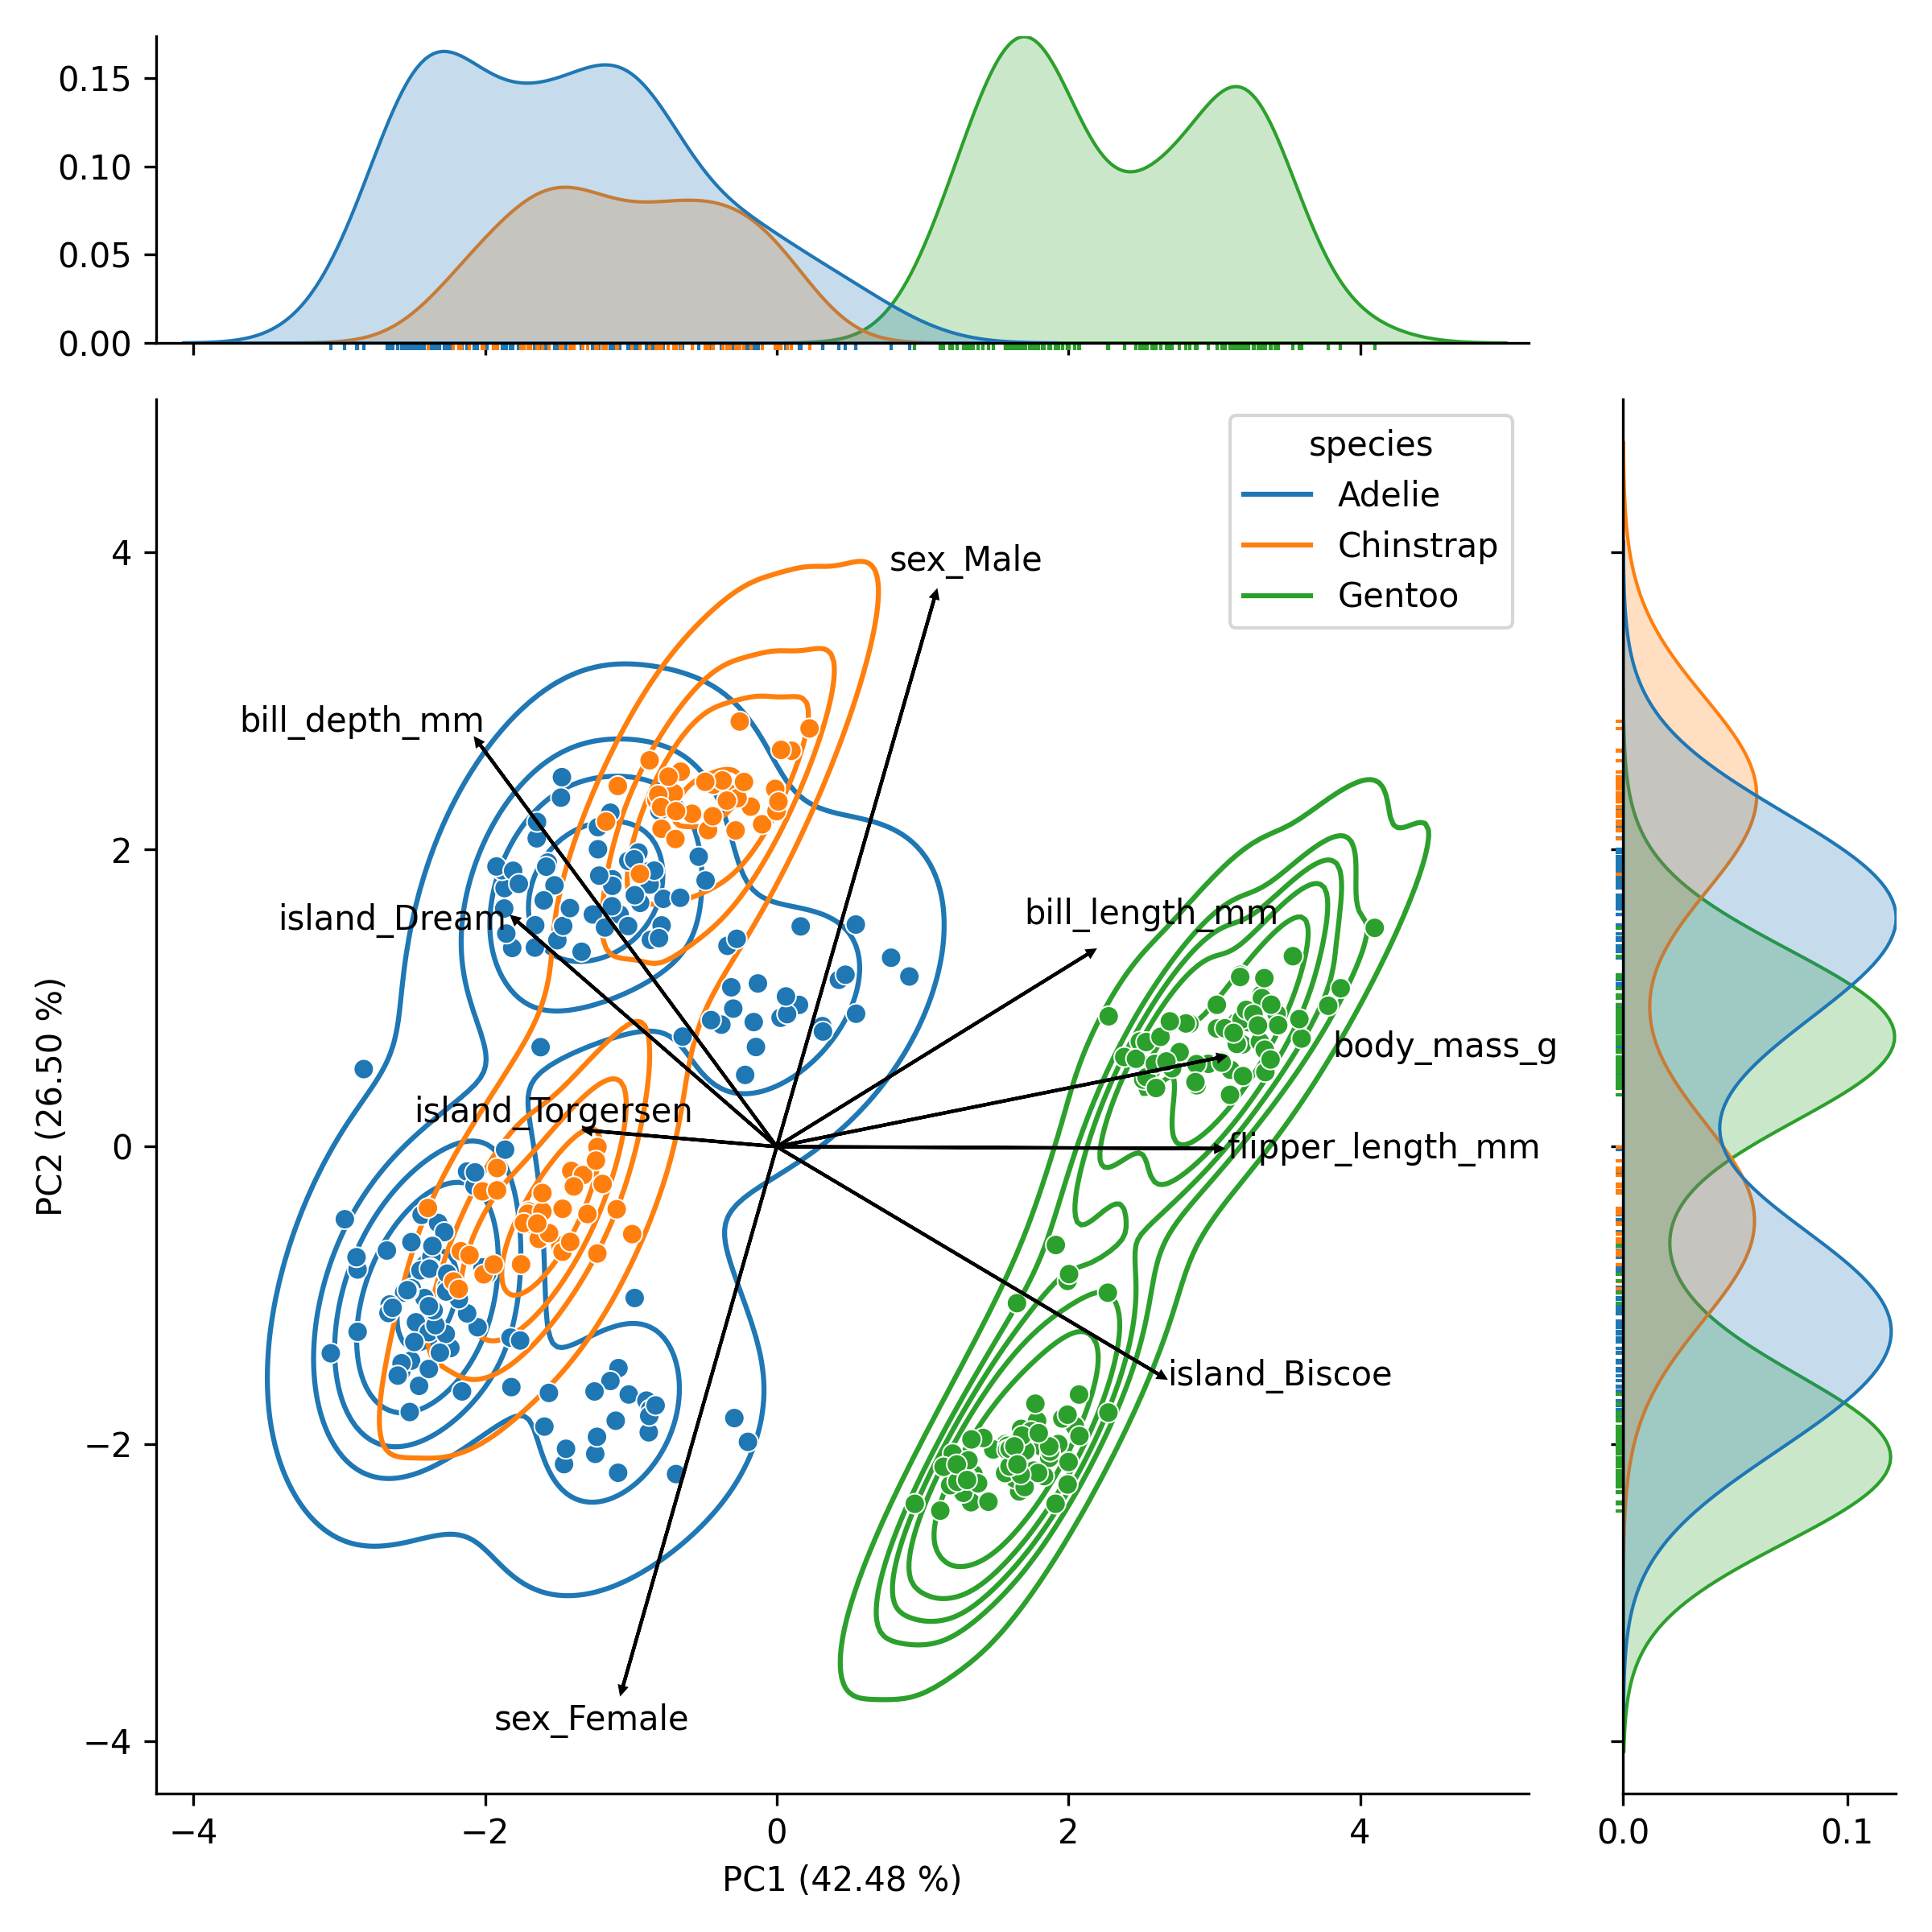 0.15
0.10
0.05
0.00
species
Adelie
Chinstrap
Gentoo
sex_Male
bill_depth_mm
island_Dream
bill_length_mm
body_mass_g
island_Torgersen
flipper_length_mm
island_Biscoe
sex_Female
4
2
0
−2
−4
PC2 (26.50 %)
−4 −2 0 2 4
PC1 (42.48 %)
0.0 0.1